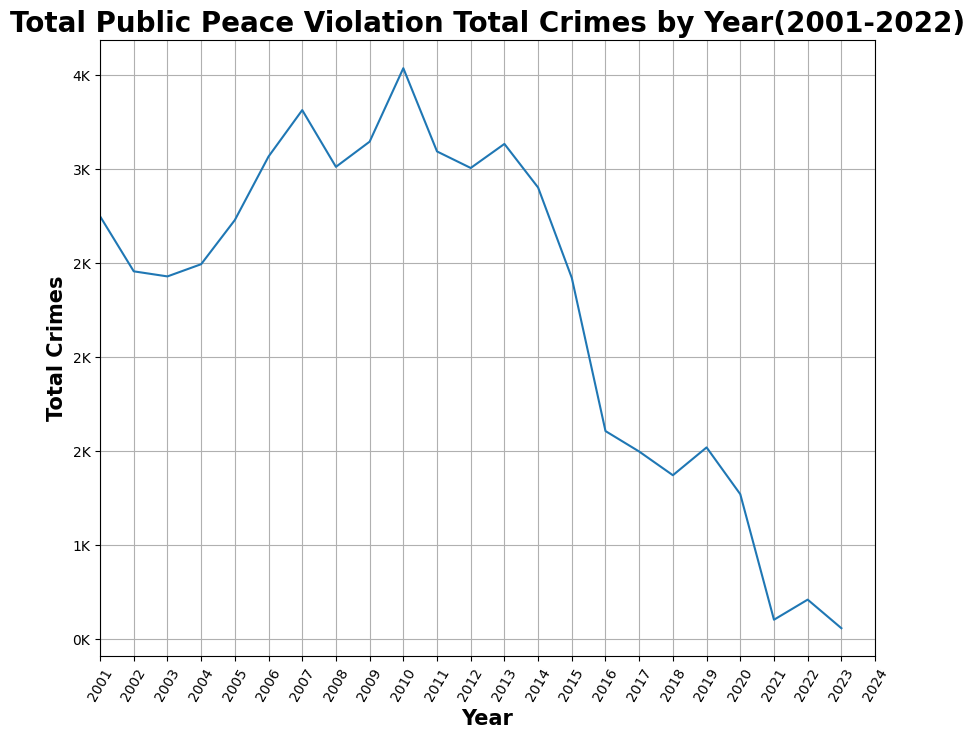 Total Public Peace Violation Total Crimes by Year(2001-2022)
4K
3K
2K
2K
2K
1K
0K
Total Crimes
2001 2002 2003 2004 2005 2006 2007 2008 2009 2010 2011 2012 2013 2014 2015 2016 2017 2018 2019 2020 2021 2022 2023 2024
Year